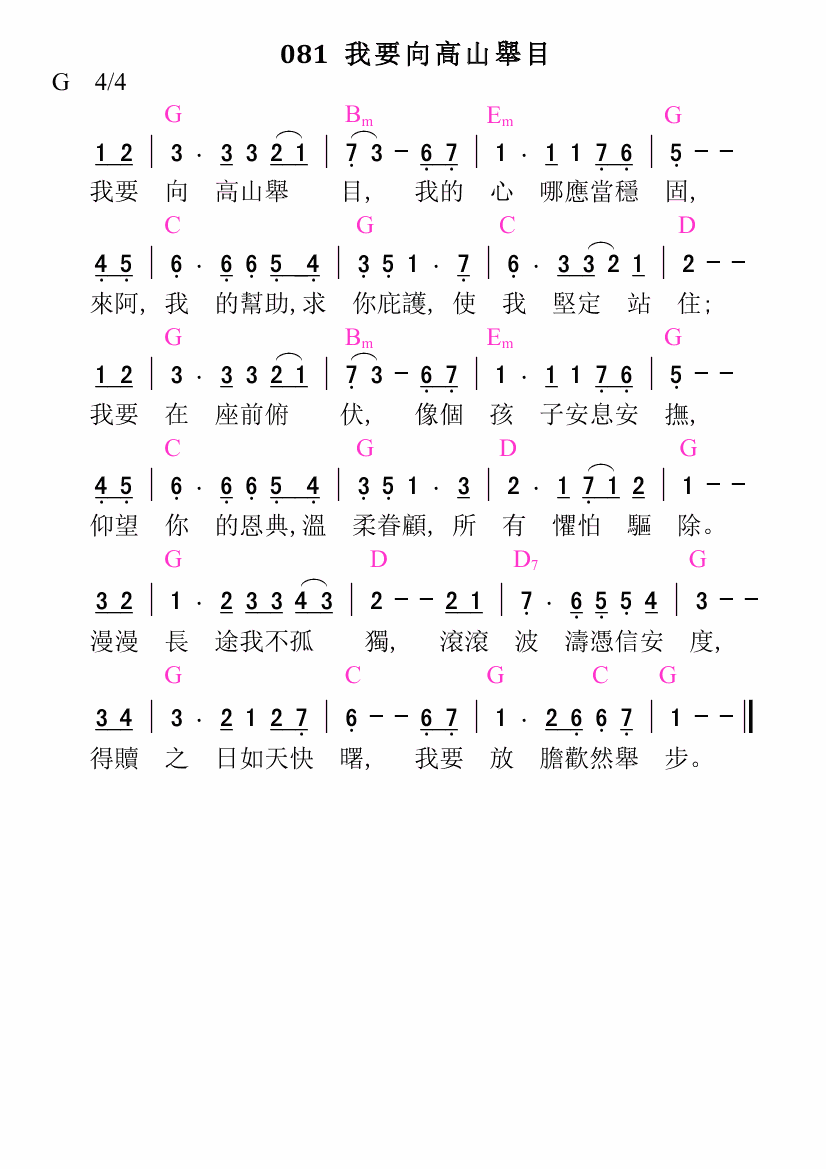 081 我要向高山舉目
G 4/4
G Bm Em G
1 2 | 3 · 3 3 2 1 | 7 3 - 6 7 | 1 · 1 1 7 6 | 5 - -
我要 向 高山舉 目, 我的 心 哪應當穩 固,
C G C D
4 5 | 6 · 6 6 5 4 | 3 5 1 · 7 | 6 · 3 3 2 1 | 2 - -
來阿, 我 的幫助,求 你庇護, 使 我 堅定 站 住;
G Bm Em G
1 2 | 3 · 3 3 2 1 | 7 3 - 6 7 | 1 · 1 1 7 6 | 5 - -
我要 在 座前俯 伏, 像個 孩 子安息安 撫,
C G D G
4 5 | 6 · 6 6 5 4 | 3 5 1 · 3 | 2 · 1 7 1 2 | 1 - -
仰望 你 的恩典,溫 柔眷顧, 所 有 懼怕 驅 除。
G D D7 G
3 2 | 1 · 2 3 3 4 3 | 2 - - 2 1 | 7 · 6 5 5 4 | 3 - -
漫漫 長 途我不孤 獨, 滾滾 波 濤憑信安 度,
G C G C G
3 4 | 3 · 2 1 2 7 | 6 - - 6 7 | 1 · 2 6 6 7 | 1 - - ‖
得贖 之 日如天快 曙, 我要 放 膽歡然舉 步。